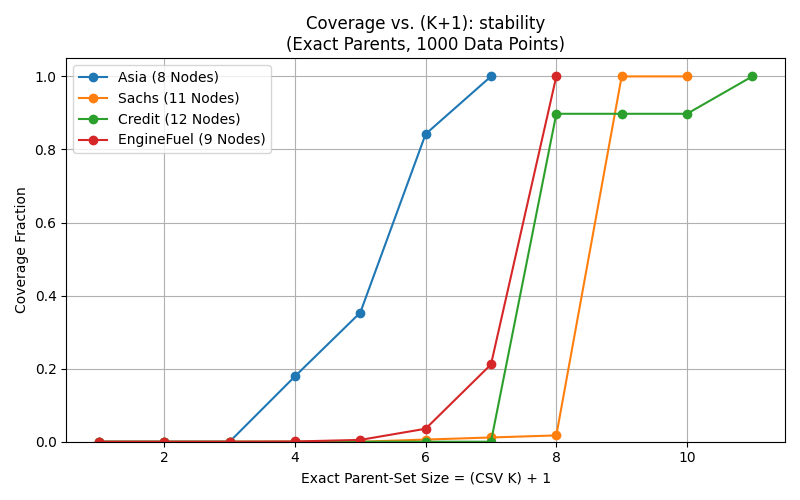 Coverage vs. (K+1): stability
(Exact Parents, 1000 Data Points)
Asia (8 Nodes)
Sachs (11 Nodes)
Credit (12 Nodes)
EngineFuel (9 Nodes)
Coverage Fraction
1.0
0.8
0.6
0.4
0.2
0.0
2 4 6 8 10
Exact Parent-Set Size = (CSV K) + 1